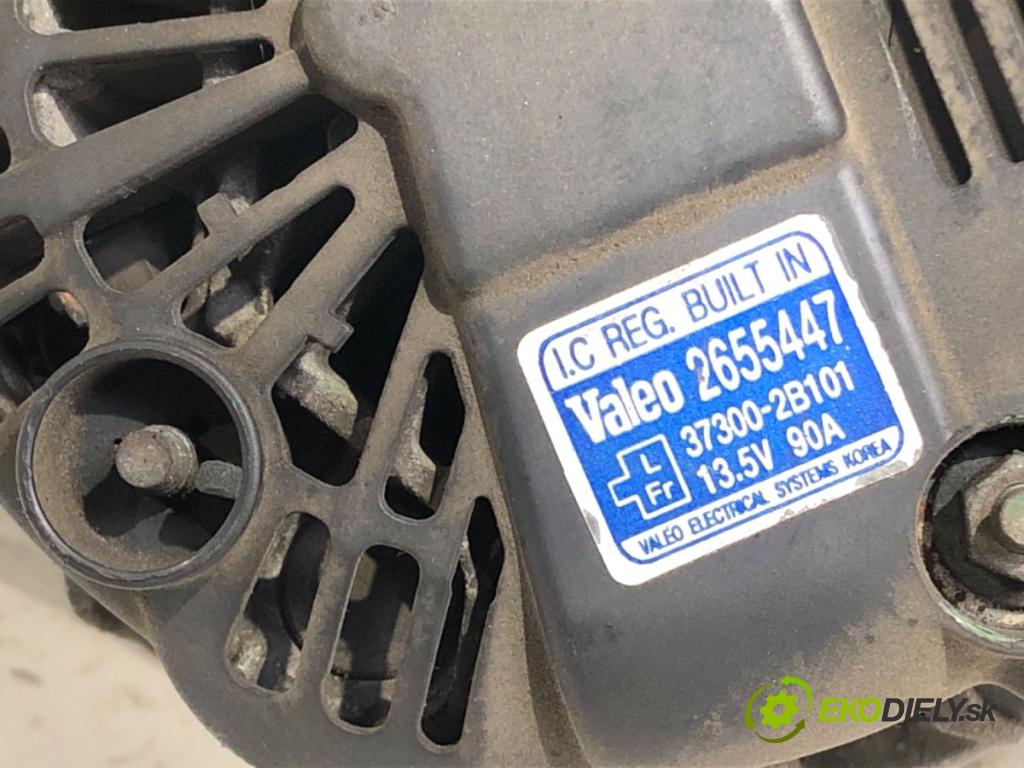 I.C REG. BUILT IN
Valeo 2655447
37300-2B101
L
Fr
13.5V 90A
VALEO ELECTRICAL SYSTEMS KOREA
EKODIELY.sk